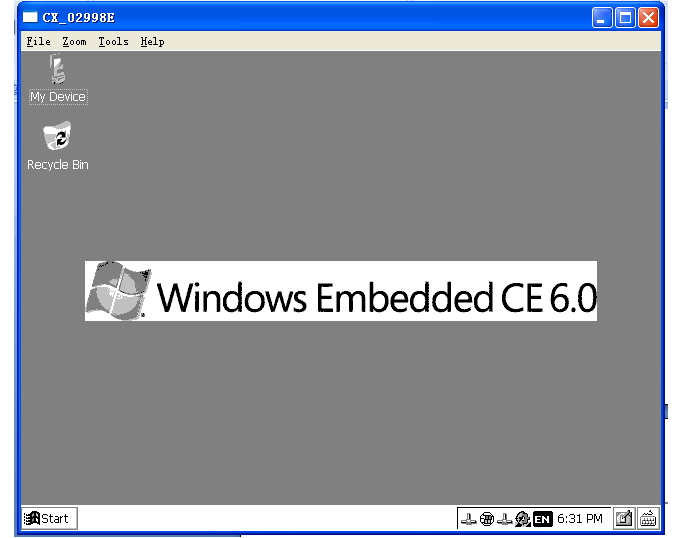 CX_02998E
File Zoom Tools Help
My Device
Recycle Bin
Windows Embedded CE 6.0
Start
EN 6:31 PM